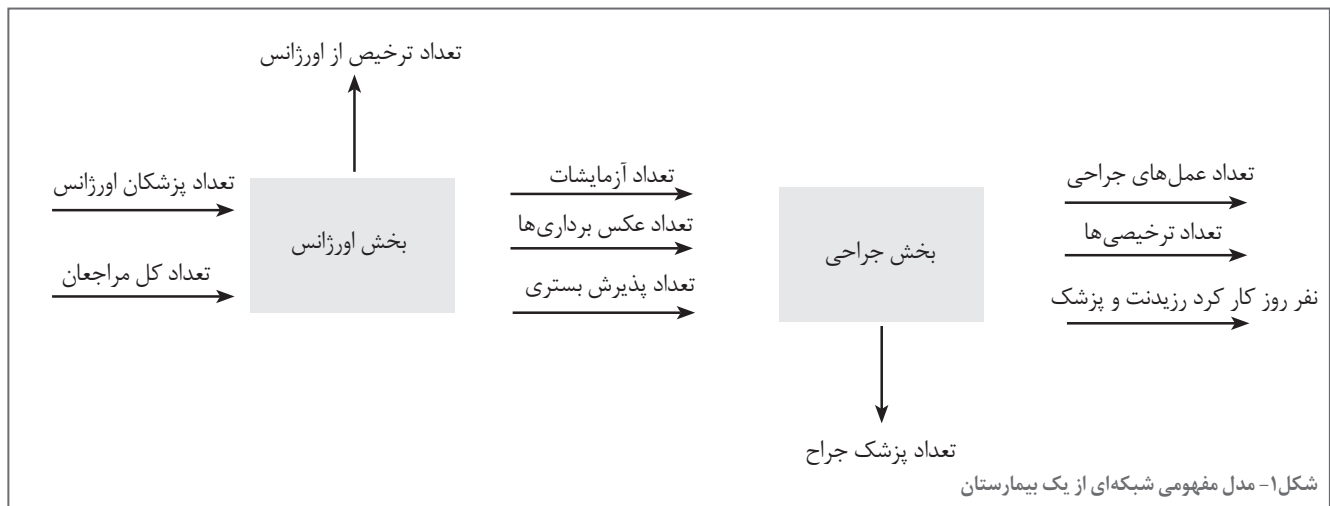 تعداد ترخیص از اورژانس
تعداد پزشکان اورژانس
تعداد کل مراجعان
بخش اورژانس
تعداد آزمایشات
تعداد عکس برداری‌ها
تعداد پذیرش بستری
بخش جراحی
تعداد عمل‌های جراحی
تعداد ترخیصی‌ها
نفر روز کار کرد رزیدنت و پزشک
تعداد پزشک جراح
شکل۱- مدل مفهومی شبکه‌ای از یک بیمارستان